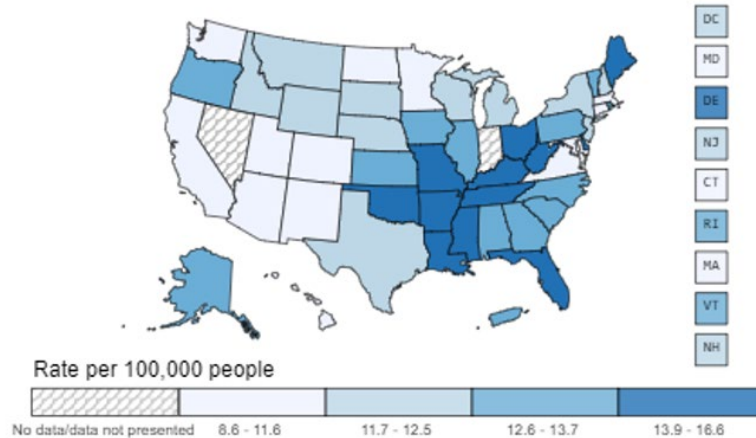 DC
MD
DE
NJ
CT
RI
MA
VT
NH
Rate per 100,000 people
No data/data not presented 8.6 - 11.6 11.7 - 12.5 12.6 - 13.7 13.9 - 16.6